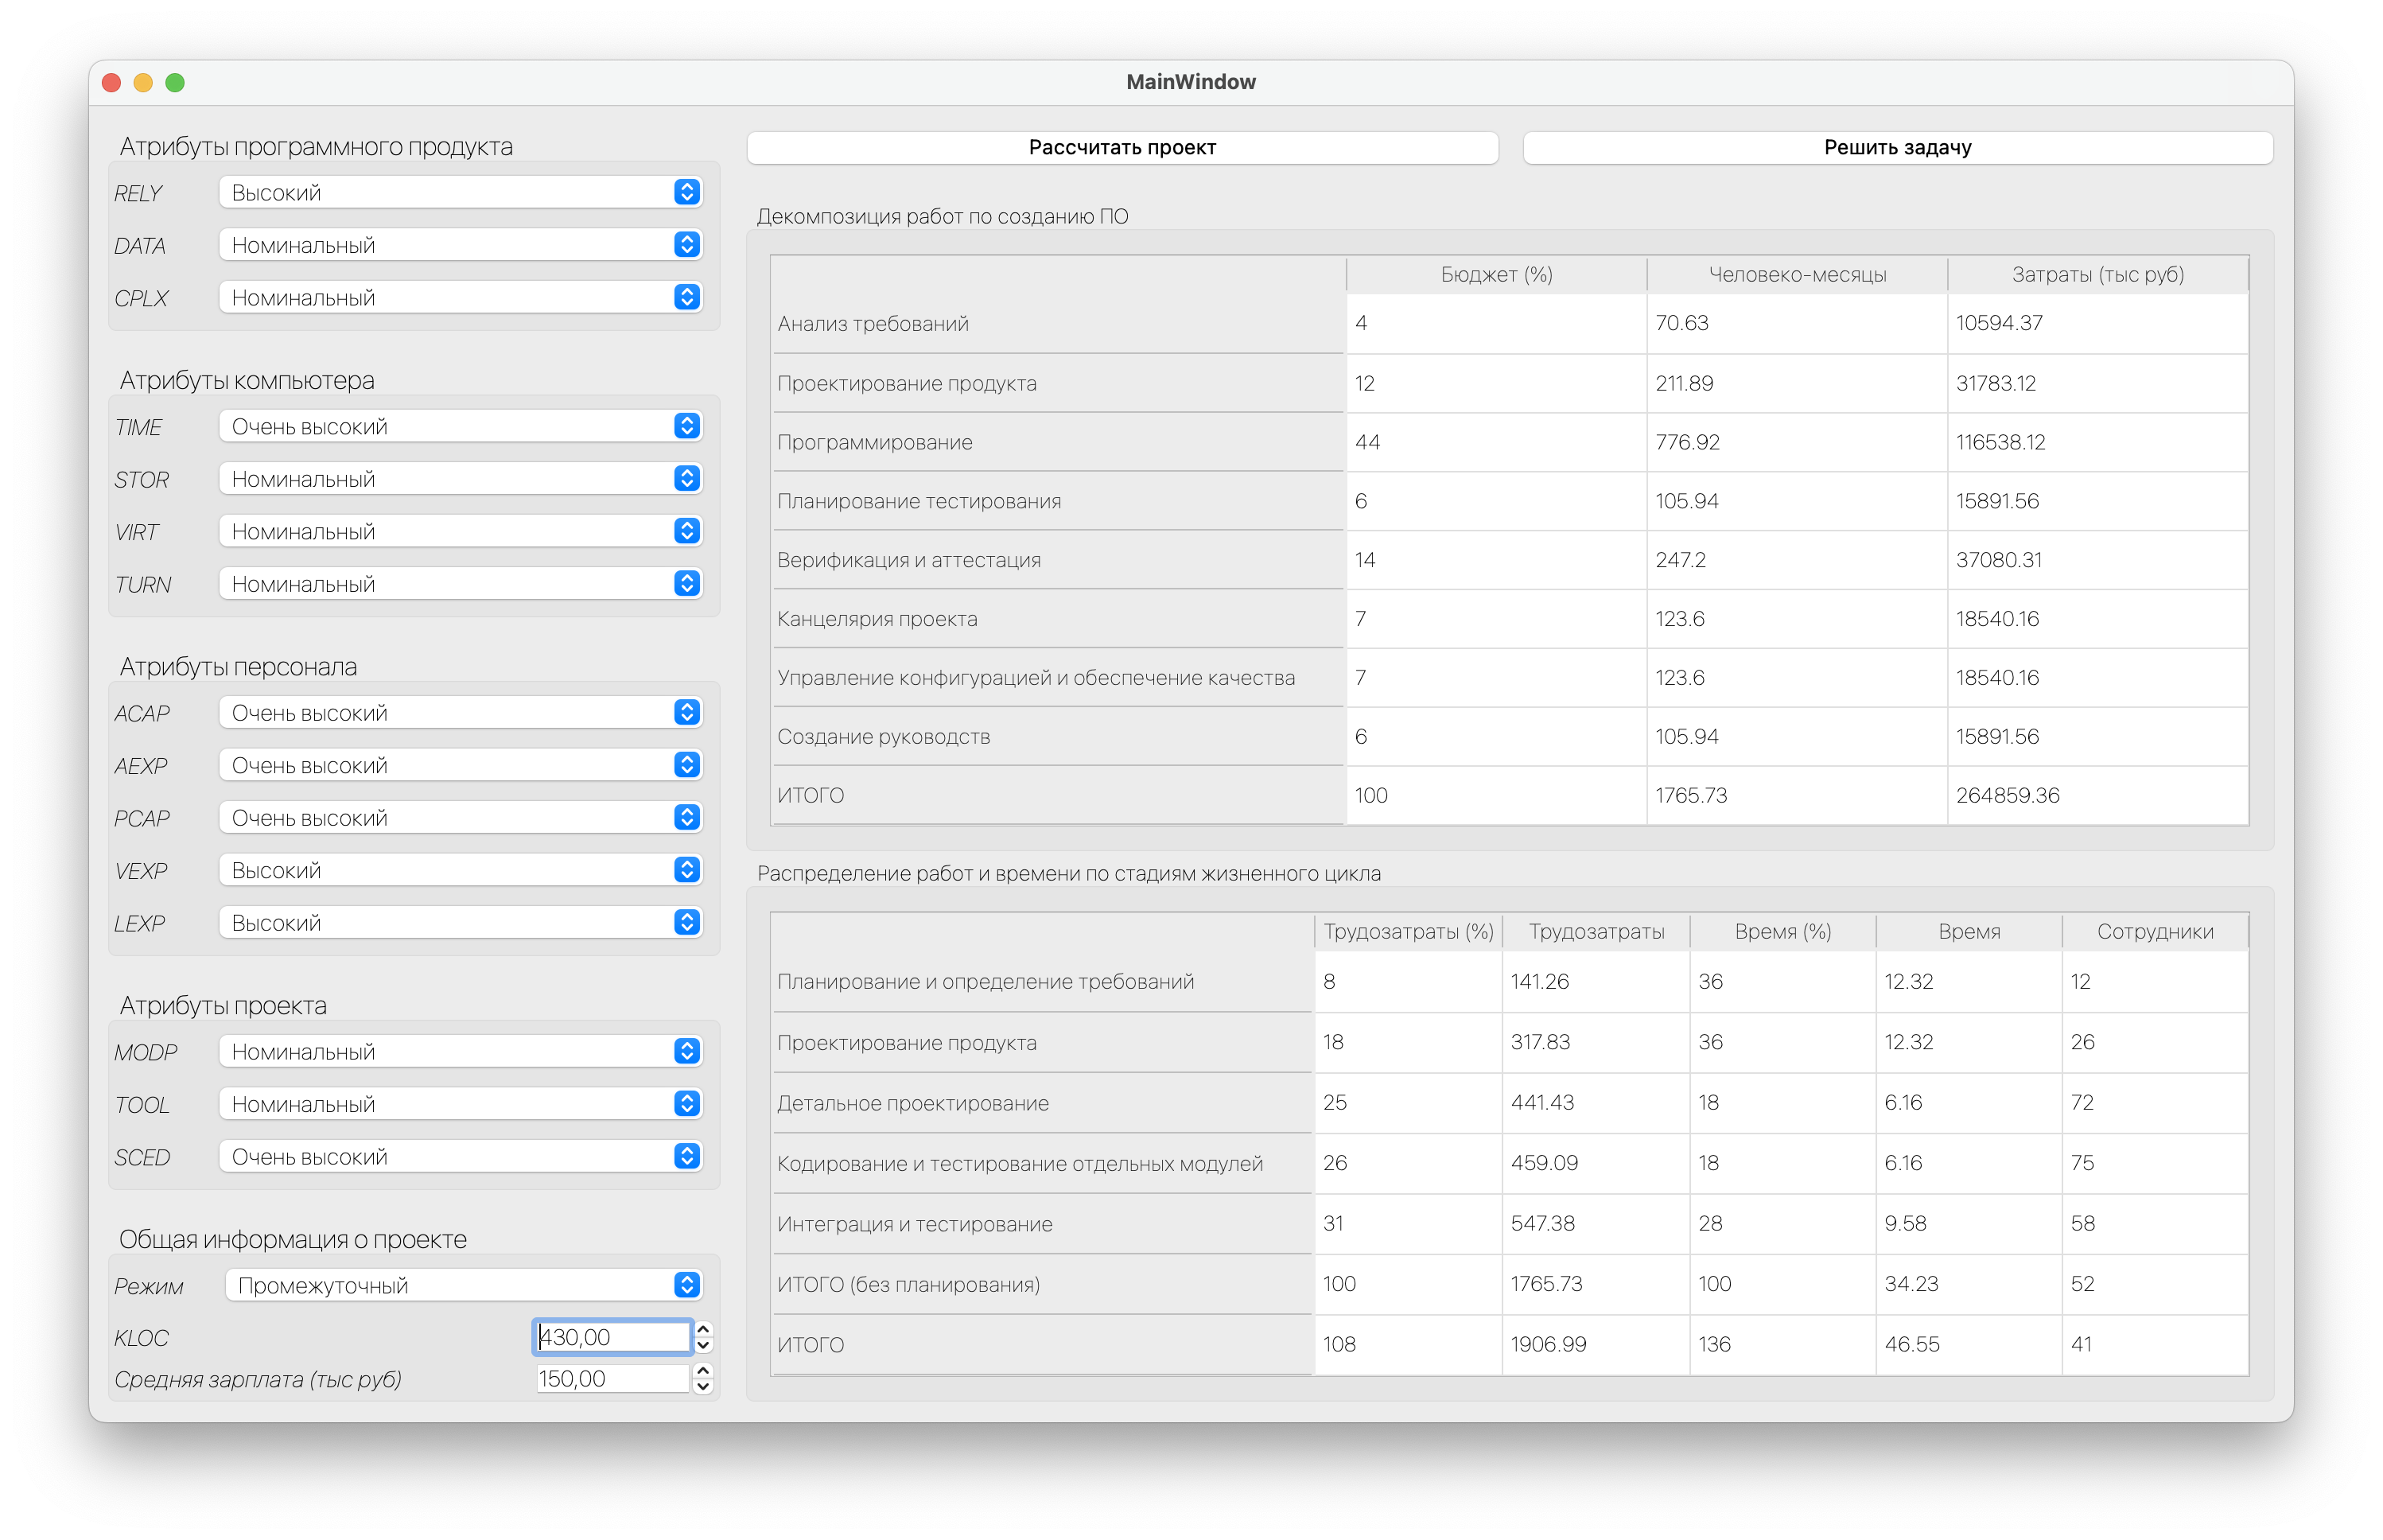 MainWindow
Атрибуты программного продукта
RELY Высокий
DATA Номинальный
CPLX Номинальный
Атрибуты компьютера
TIME Очень высокий
STOR Номинальный
VIRT Номинальный
TURN Номинальный
Атрибуты персонала
ACAP Очень высокий
AEXP Очень высокий
PCAP Очень высокий
VEXP Высокий
LEXP Высокий
Атрибуты проекта
MODP Номинальный
TOOL Номинальный
SCED Очень высокий
Общая информация о проекте
Режим Промежуточный
KLOC 430,00
Средняя зарплата (тыс руб) 150,00
Рассчитать проект Решить задачу
Декомпозиция работ по созданию ПО
Бюджет (%) Человеко-месяцы Затраты (тыс руб)
Анализ требований 4 70.63 10594.37
Проектирование продукта 12 211.89 31783.12
Программирование 44 776.92 116538.12
Планирование тестирования 6 105.94 15891.56
Верификация и аттестация 14 247.2 37080.31
Канцелярия проекта 7 123.6 18540.16
Управление конфигурацией и обеспечение качества 7 123.6 18540.16
Создание руководств 6 105.94 15891.56
ИТОГО 100 1765.73 264859.36
Распределение работ и времени по стадиям жизненного цикла
Трудозатраты (%) Трудозатраты Время (%) Время Сотрудники
Планирование и определение требований 8 141.26 36 12.32 12
Проектирование продукта 18 317.83 36 12.32 26
Детальное проектирование 25 441.43 18 6.16 72
Кодирование и тестирование отдельных модулей 26 459.09 18 6.16 75
Интеграция и тестирование 31 547.38 28 9.58 58
ИТОГО (без планирования) 100 1765.73 100 34.23 52
ИТОГО 108 1906.99 136 46.55 41